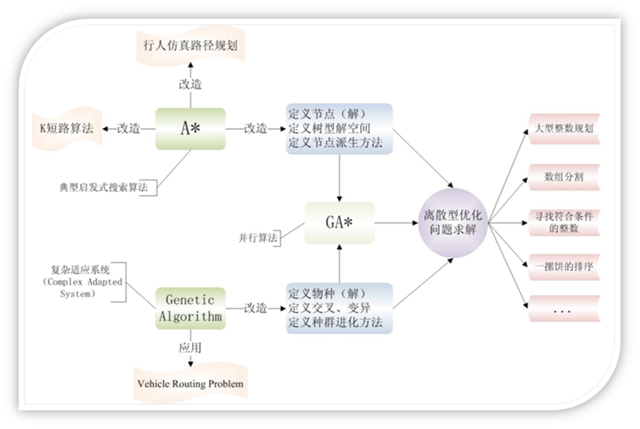 行人仿真路径规划
改造
K短路算法
改造
A*
改造
定义节点（解）
定义树型解空间
定义节点派生方法
典型启发式搜索算法
GA*
并行算法
离散型优化
问题求解
大型整数规划
数组分割
寻找符合条件
的整数
一摞饼的排序
...
复杂适应系统
（Complex Adapted
System）
Genetic
Algorithm
改造
定义物种（解）
定义交叉、变异
定义种群进化方法
应用
Vehicle Routing Problem